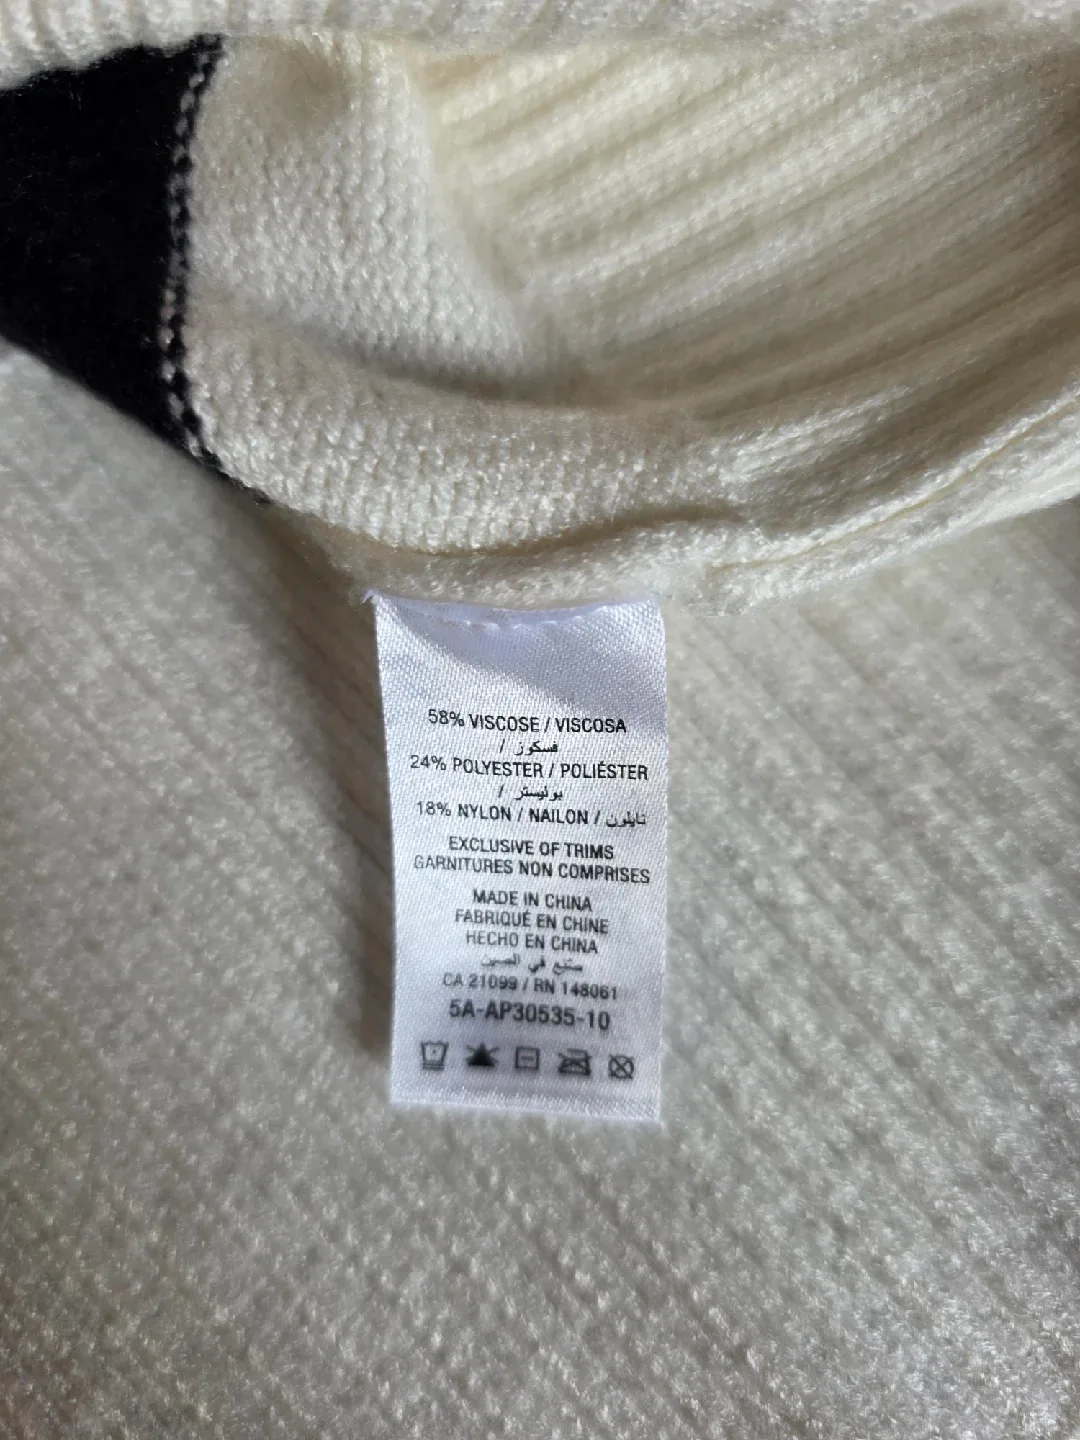 58% VISCOSE / VISCOSA
/ فسكوز
24% POLYESTER / POLIÉSTER
/ بوليستر
18% NYLON / NAILON / نايلون
EXCLUSIVE OF TRIMS
GARNITURES NON COMPRISES
MADE IN CHINA
FABRIQUÉ EN CHINE
HECHO EN CHINA
صنع في الصين
CA 21099 / RN 148061
5A-AP30535-10